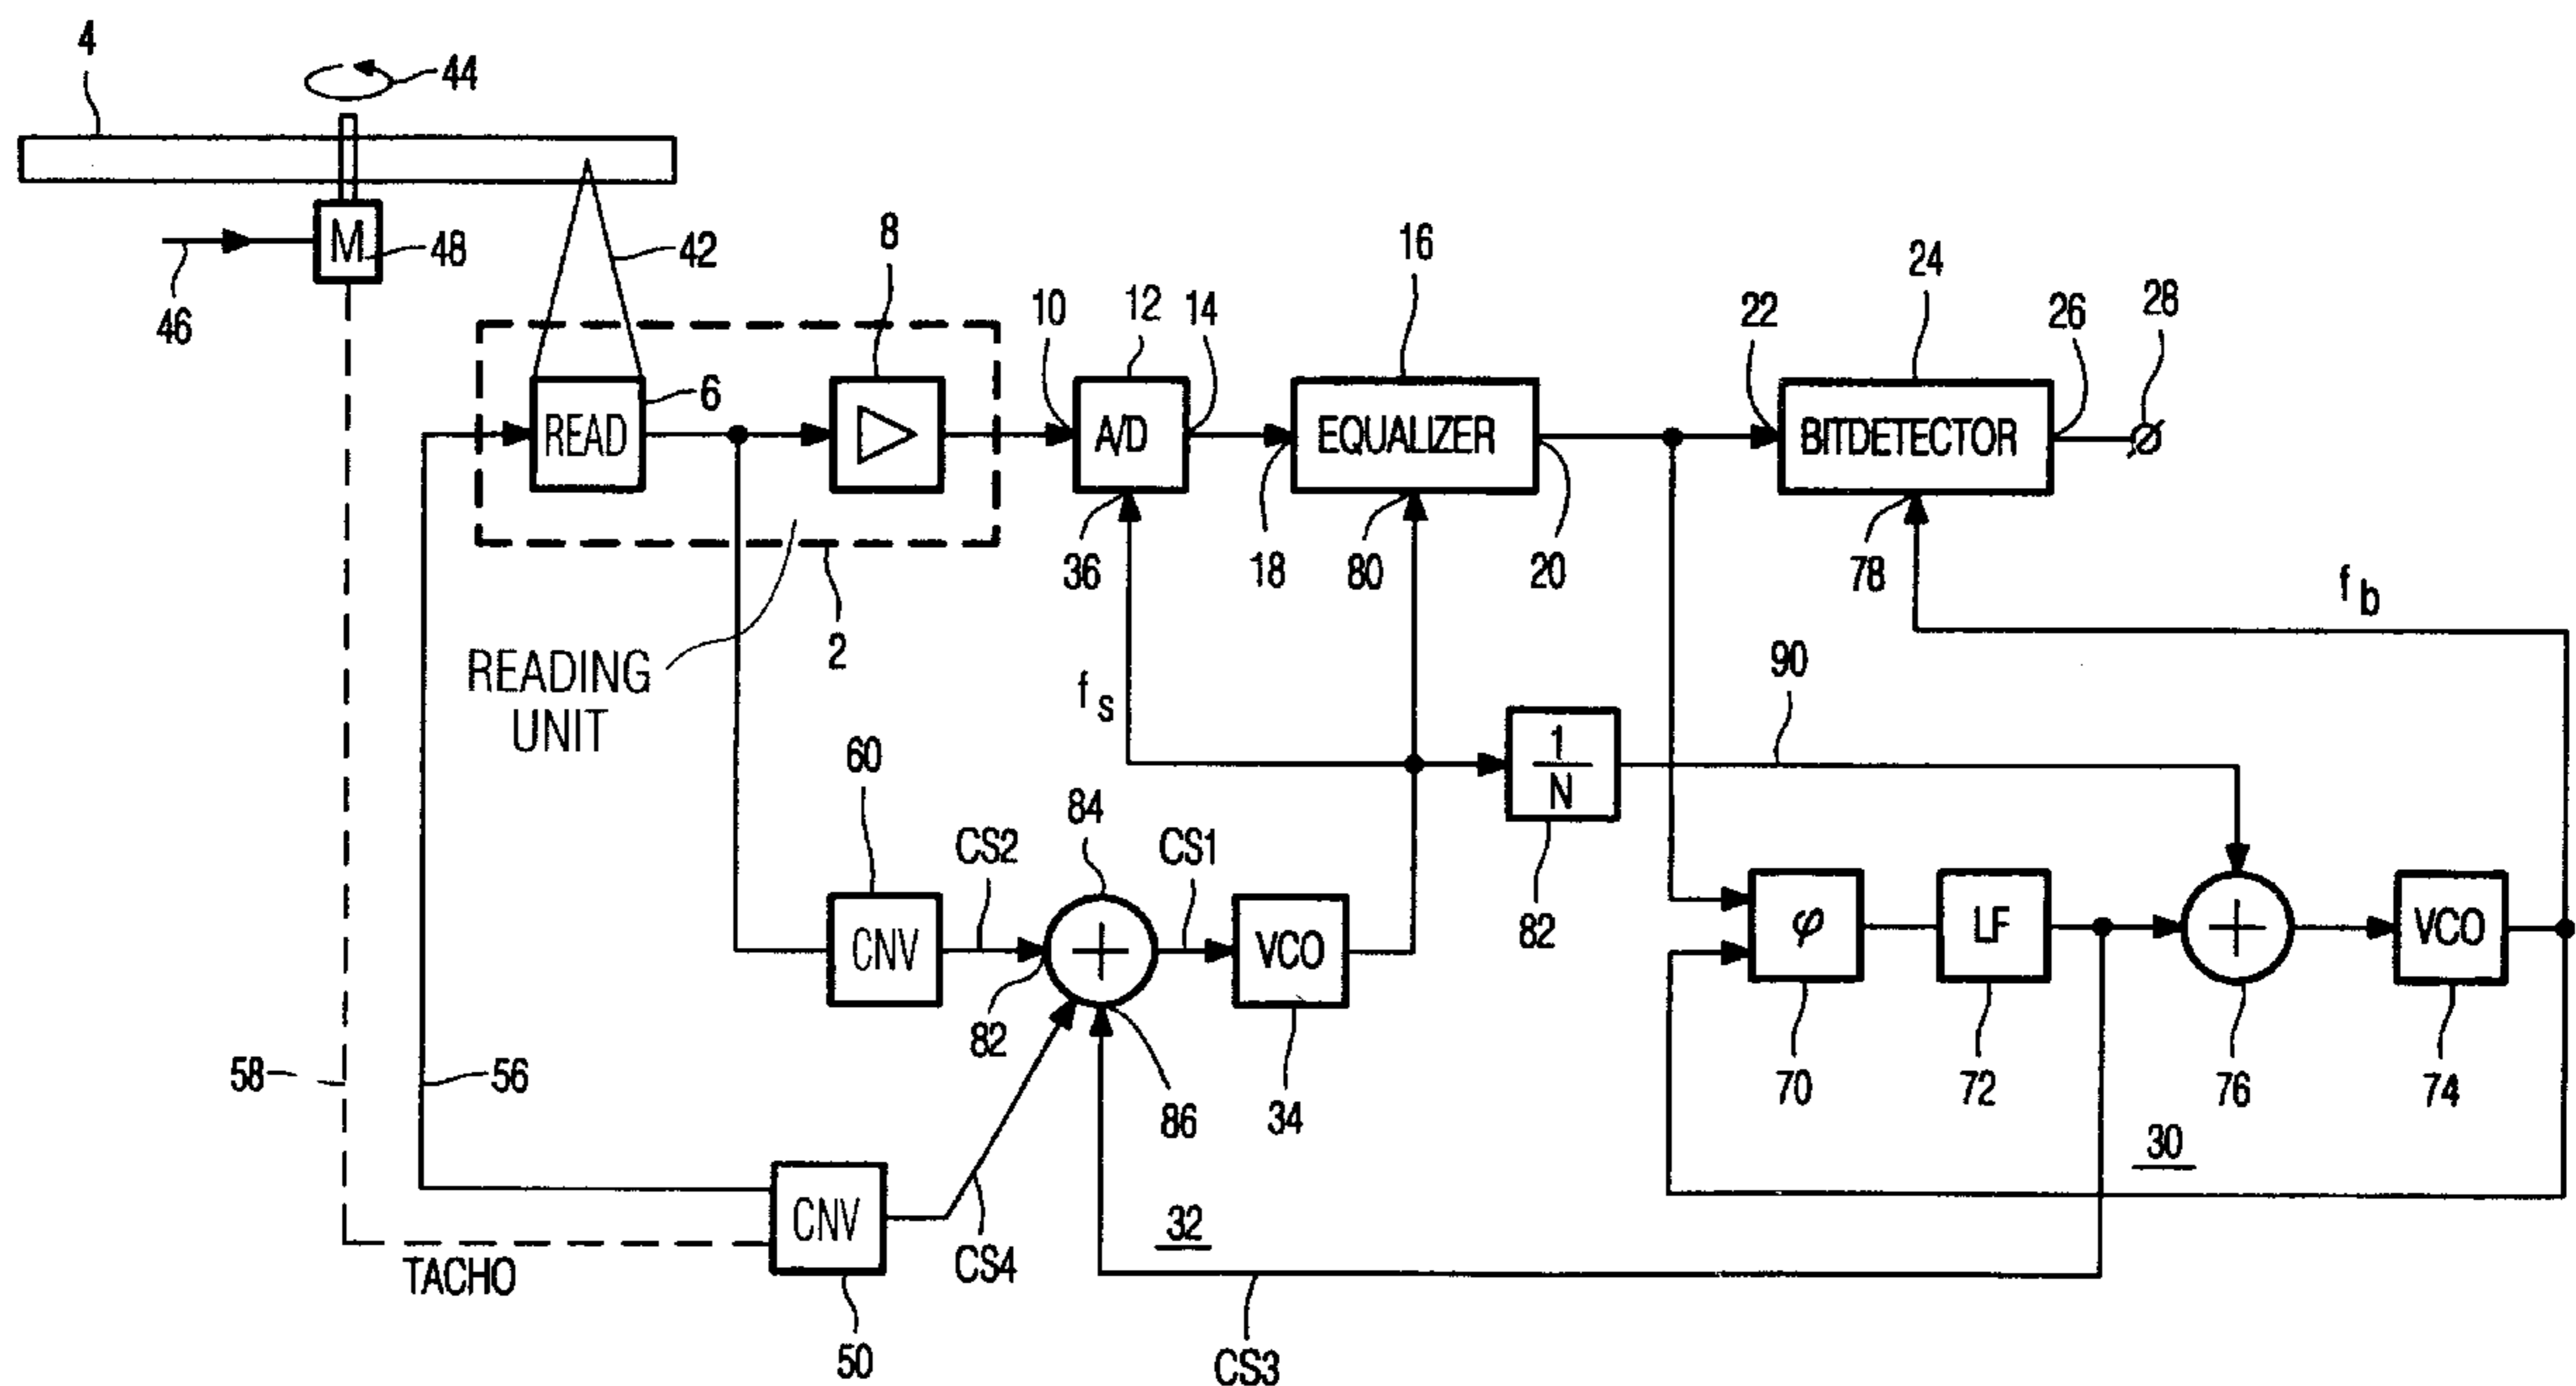 4
44
M
48
46
42
8
16
24
10
12
14
22
26
28
READ
6
A/D
EQUALIZER
BITDETECTOR
36
18
80
20
78
2
READING
UNIT
f s
f b
90
60
84
1
N
CS2
CS1
CNV
+
VCO
82
φ
LF
+
VCO
82
58
56
86
34
70
72
76
74
30
CNV
CS4
32
TACHO
50
CS3